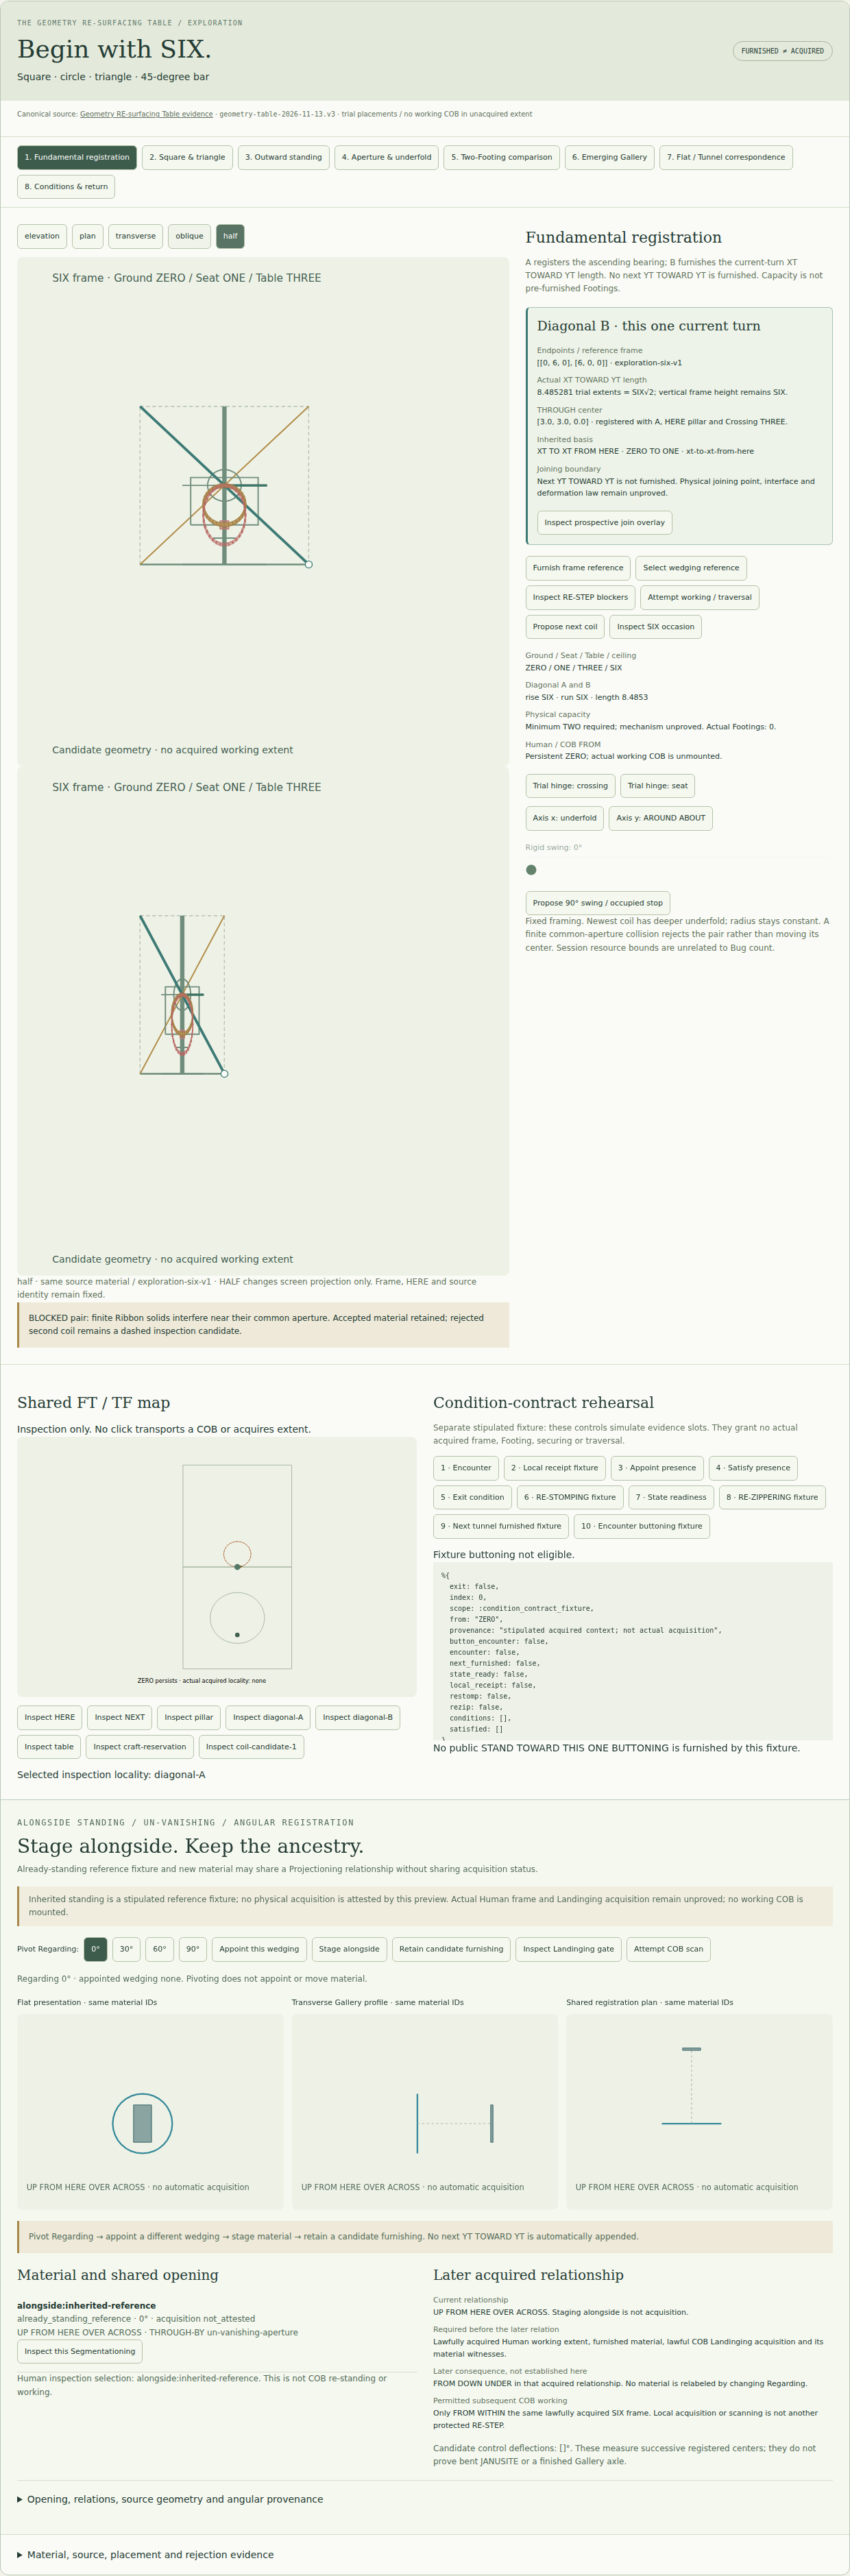 THE GEOMETRY RE-SURFACING TABLE / EXPLORATION
Begin with SIX.
Square · circle · triangle · 45-degree bar
FURNISHED ≠ ACQUIRED
Canonical source: Geometry RE-surfacing Table evidence · geometry-table-2026-11-13.v3 · trial placements / no working COB in unacquired extent
1. Fundamental registration
2. Square & triangle
3. Outward standing
4. Aperture & underfold
5. Two-Footing comparison
6. Emerging Gallery
7. Flat / Tunnel correspondence
8. Conditions & return
elevation
plan
transverse
oblique
half
SIX frame · Ground ZERO / Seat ONE / Table THREE
Candidate geometry · no acquired working extent
SIX frame · Ground ZERO / Seat ONE / Table THREE
Candidate geometry · no acquired working extent
half · same source material / exploration-six-v1 · HALF changes screen projection only. Frame, HERE and source
identity remain fixed.
BLOCKED pair: finite Ribbon solids interfere near their common aperture. Accepted material retained; rejected
second coil remains a dashed inspection candidate.
Fundamental registration
A registers the ascending bearing; B furnishes the current-turn XT
TOWARD YT length. No next YT TOWARD YT is furnished. Capacity is not
pre-furnished Footings.
Diagonal B · this one current turn
Endpoints / reference frame
[[0, 6, 0], [6, 0, 0]] · exploration-six-v1
Actual XT TOWARD YT length
8.485281 trial extents = SIX√2; vertical frame height remains SIX.
THROUGH center
[3.0, 3.0, 0.0] · registered with A, HERE pillar and Crossing THREE.
Inherited basis
XT TO XT FROM HERE · ZERO TO ONE · xt-to-xt-from-here
Joining boundary
Next YT TOWARD YT is not furnished. Physical joining point, interface and
deformation law remain unproved.
Inspect prospective join overlay
Furnish frame reference
Select wedging reference
Inspect RE-STEP blockers
Attempt working / traversal
Propose next coil
Inspect SIX occasion
Ground / Seat / Table / ceiling
ZERO / ONE / THREE / SIX
Diagonal A and B
rise SIX · run SIX · length 8.4853
Physical capacity
Minimum TWO required; mechanism unproved. Actual Footings: 0.
Human / COB FROM
Persistent ZERO; actual working COB is unmounted.
Trial hinge: crossing
Trial hinge: seat
Axis x: underfold
Axis y: AROUND ABOUT
Rigid swing: 0°
Propose 90° swing / occupied stop
Fixed framing. Newest coil has deeper underfold; radius stays constant. A
finite common-aperture collision rejects the pair rather than moving its
center. Session resource bounds are unrelated to Bug count.
Shared FT / TF map
Inspection only. No click transports a COB or acquires extent.
ZERO persists · actual acquired locality: none
Inspect HERE
Inspect NEXT
Inspect pillar
Inspect diagonal-A
Inspect diagonal-B
Inspect table
Inspect craft-reservation
Inspect coil-candidate-1
Selected inspection locality: diagonal-A
Condition-contract rehearsal
Separate stipulated fixture: these controls simulate evidence slots. They grant no actual
acquired frame, Footing, securing or traversal.
1 · Encounter
2 · Local receipt fixture
3 · Appoint presence
4 · Satisfy presence
5 · Exit condition
6 · RE-STOMPING fixture
7 · State readiness
8 · RE-ZIPPERING fixture
9 · Next tunnel furnished fixture
10 · Encounter buttoning fixture
Fixture buttoning not eligible.
%{
exit: false,
index: 0,
scope: :condition_contract_fixture,
from: "ZERO",
provenance: "stipulated acquired context; not actual acquisition",
button_encounter: false,
encounter: false,
next_furnished: false,
state_ready: false,
local_receipt: false,
restomp: false,
rezip: false,
conditions: [],
satisfied: []
No public STAND TOWARD THIS ONE BUTTONING is furnished by this fixture.
ALONGSIDE STANDING / UN-VANISHING / ANGULAR REGISTRATION
Stage alongside. Keep the ancestry.
Already-standing reference fixture and new material may share a Projectioning relationship without sharing acquisition status.
Inherited standing is a stipulated reference fixture; no physical acquisition is attested by this preview. Actual Human frame and Landinging acquisition remain unproved; no working COB is
mounted.
Pivot Regarding:
0°
30°
60°
90°
Appoint this wedding
Stage alongside
Retain candidate furnishing
Inspect Landinging gate
Attempt COB scan
Regarding 0° · appointed wedging none. Pivoting does not appoint or move material.
Flat presentation · same material IDs
Transverse Gallery profile · same material IDs
Shared registration plan · same material IDs
UP FROM HERE OVER ACROSS · no automatic acquisition
UP FROM HERE OVER ACROSS · no automatic acquisition
UP FROM HERE OVER ACROSS · no automatic acquisition
Pivot Regarding → appoint a different wedging → stage material → retain a candidate furnishing. No next YT TOWARD YT is automatically appended.
Material and shared opening
alongside:inherited-reference
already_standing_reference · 0° · acquisition not_attested
UP FROM HERE OVER ACROSS · THROUGH-BY un-vanishing-aperture
Inspect this Segmentationing
Human inspection selection: alongside:inherited-reference. This is not COB re-standing or
working.
Later acquired relationship
Current relationship
UP FROM HERE OVER ACROSS. Staging alongside is not acquisition.
Required before the later relation
Lawfully acquired Human working extent, furnished material, lawful COB Landinging acquisition and its
material witnesses.
Later consequence, not established here
FROM DOWN UNDER in that acquired relationship. No material is relabeled by changing Regarding.
Permitted subsequent COB working
Only FROM WITHIN the same lawfully acquired SIX frame. Local acquisition or scanning is not another
protected RE-STEP.
Candidate control deflections: []°. These measure successive registered centers; they do not
prove bent JANUSITE or a finished Gallery axle.
Opening, relations, source geometry and angular provenance
Material, source, placement and rejection evidence